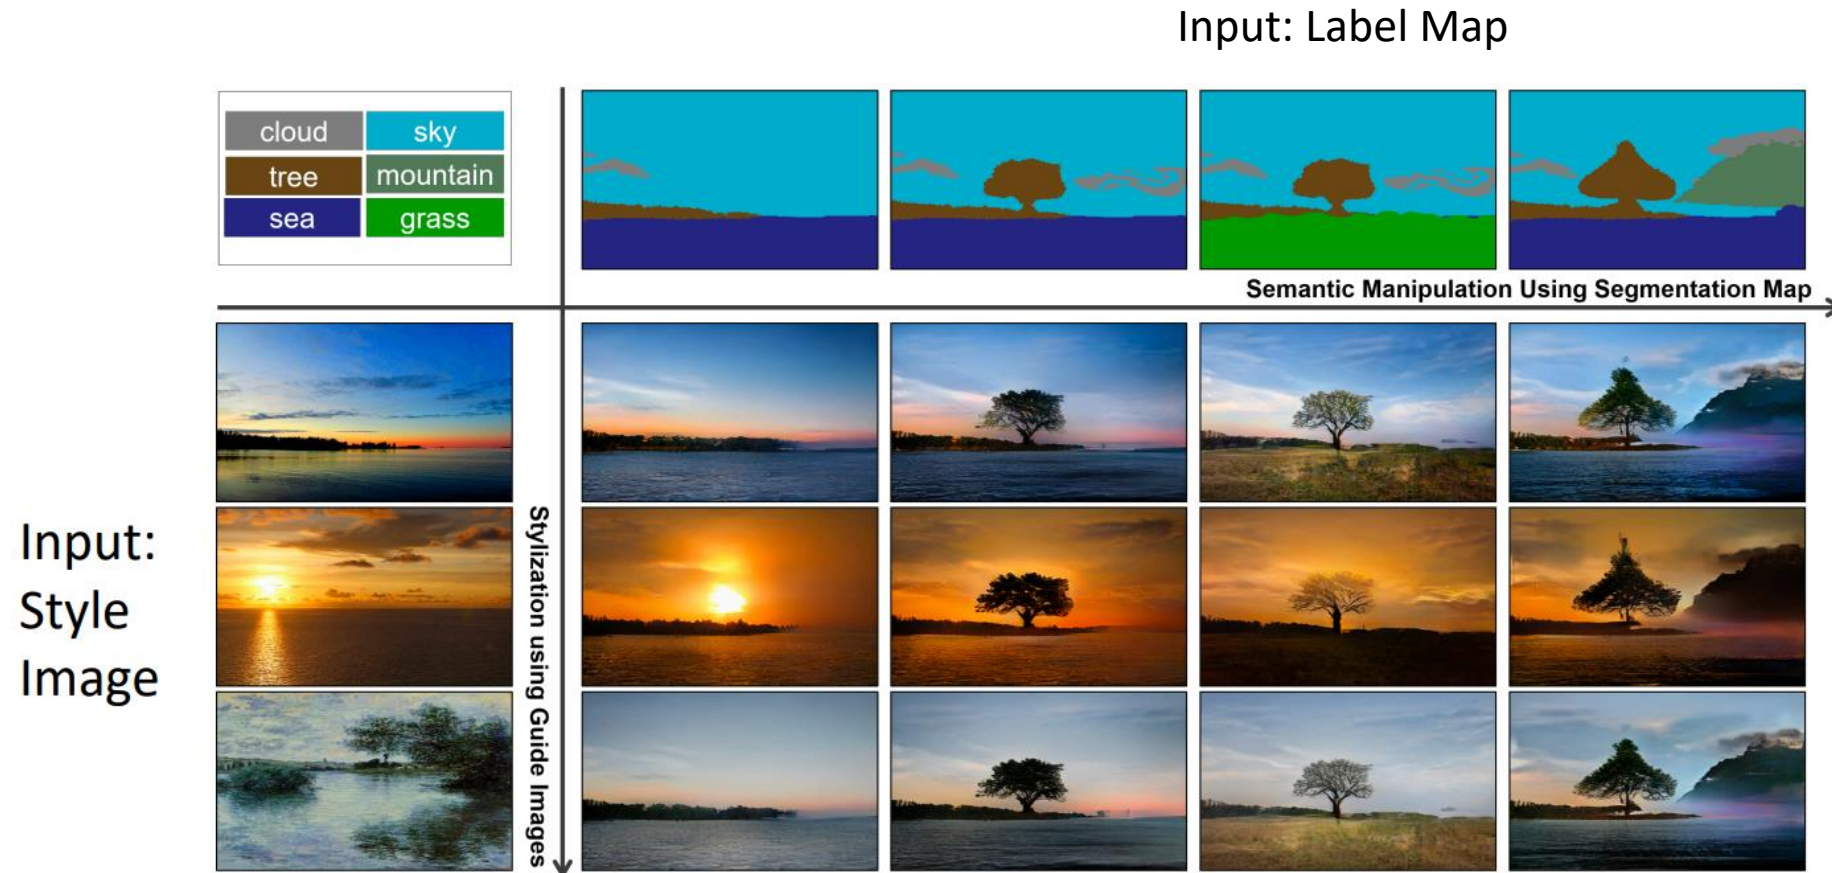 Input: Label Map
cloud sky
tree mountain
sea grass
Semantic Manipulation Using Segmentation Map
Input:
Style
Image
Stylization using Guide Images